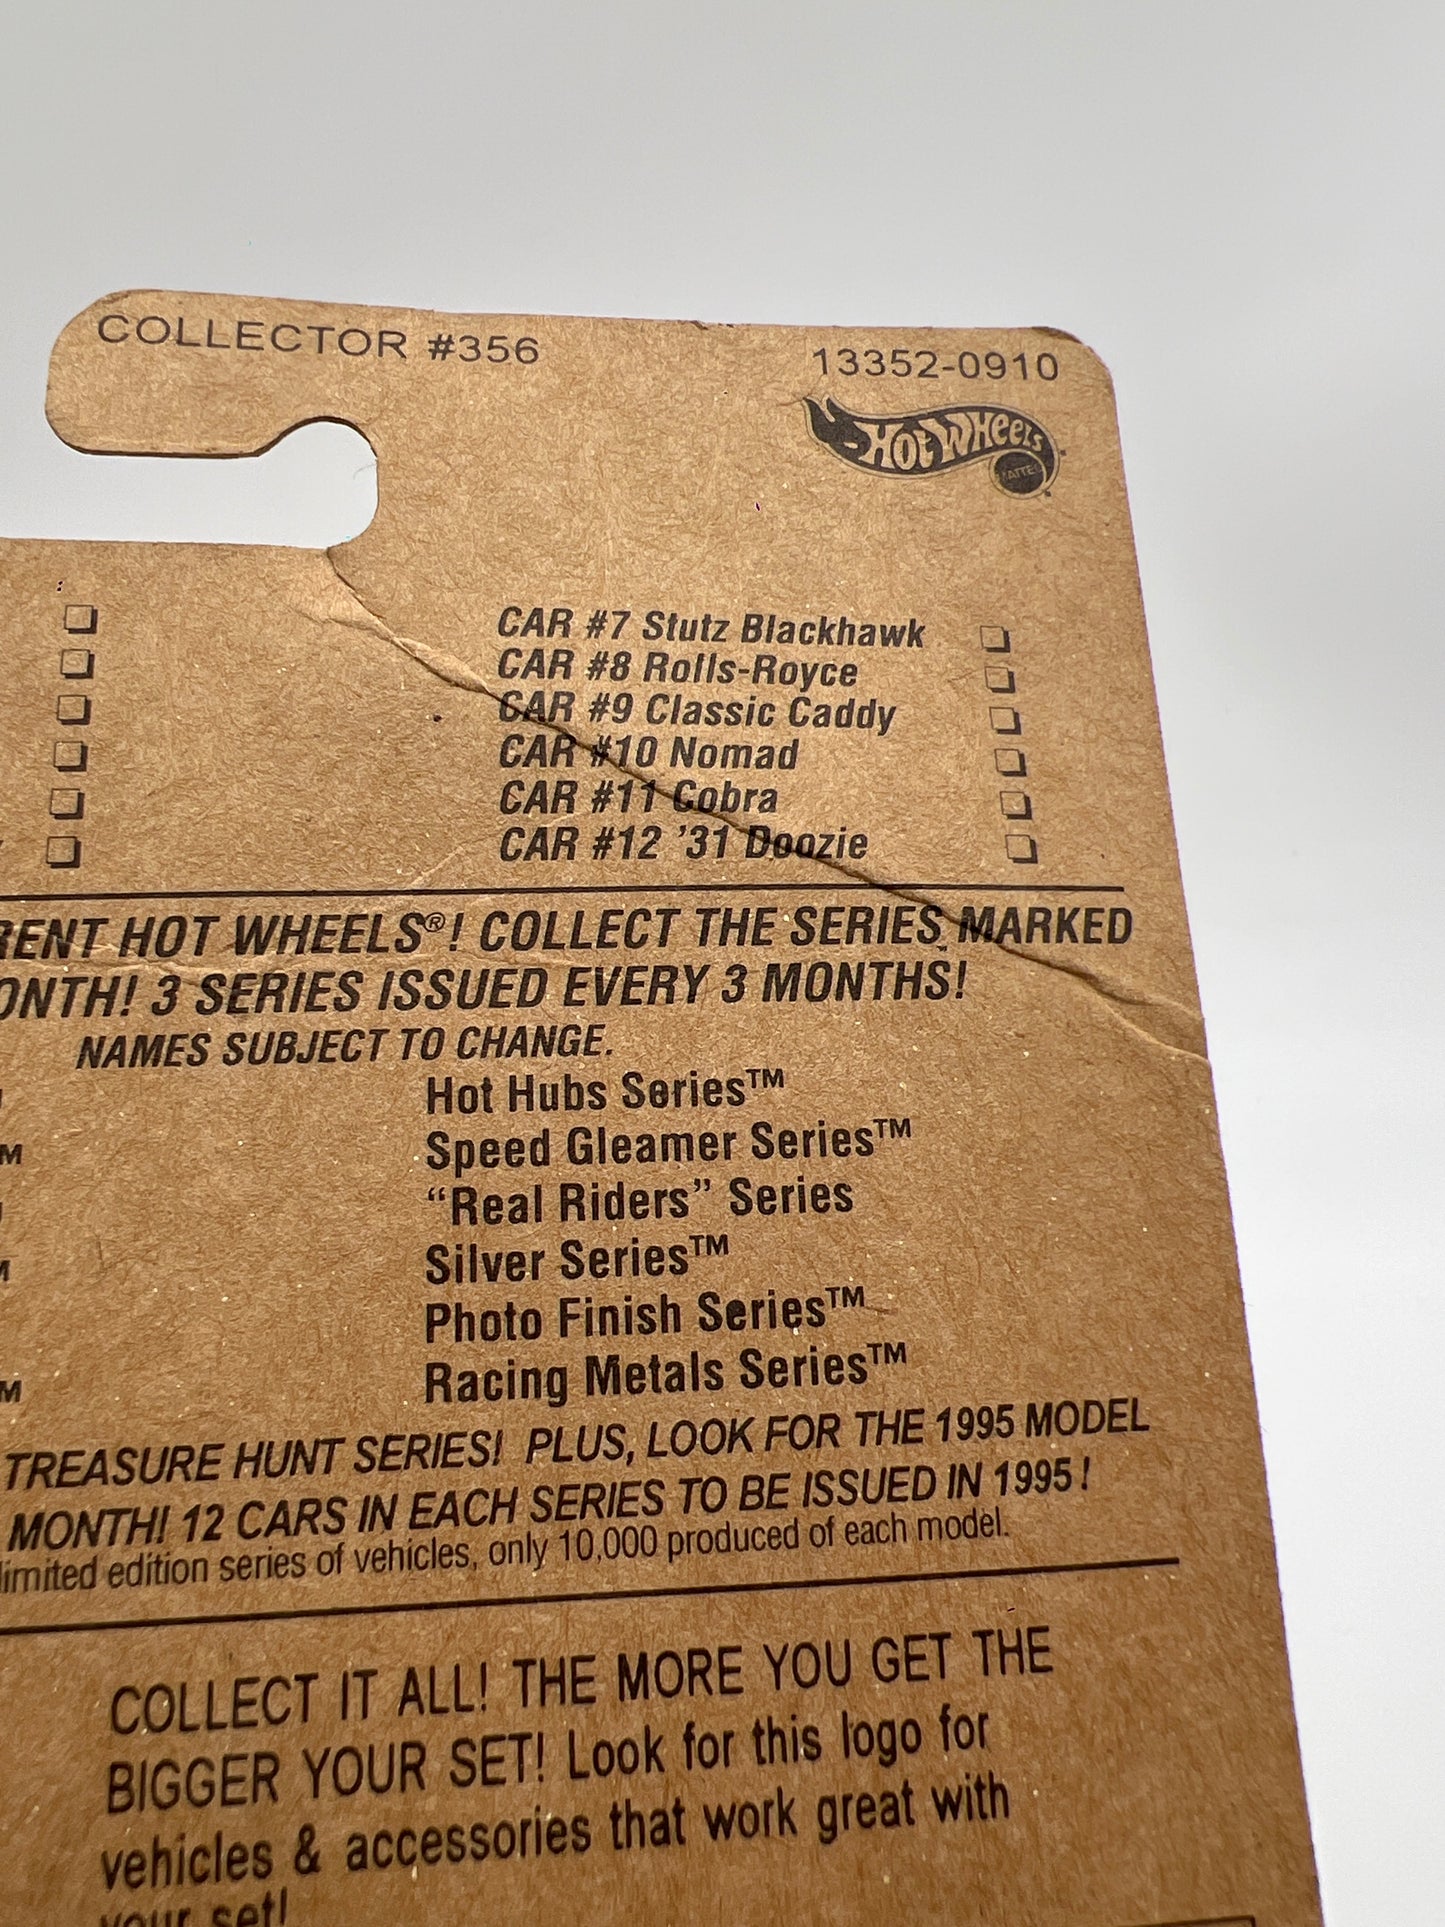 COLLECTOR #356
13352-0910
Hot Wheels
MATTEL
CAR #7 Stutz Blackhawk
CAR #8 Rolls-Royce
CAR #9 Classic Caddy
CAR #10 Nomad
CAR #11 Cobra
CAR #12 '31 Doozie
HOT WHEELS®! COLLECT THE SERIES MARKED
3 SERIES ISSUED EVERY 3 MONTHS!
NAMES SUBJECT TO CHANGE.
Hot Hubs Series™
Speed Gleamer Series™
“Real Riders” Series
Silver Series™
Photo Finish Series™
Racing Metals Series™
TREASURE HUNT SERIES! PLUS, LOOK FOR THE 1995 MODEL
MONTH! 12 CARS IN EACH SERIES TO BE ISSUED IN 1995!
limited edition series of vehicles, only 10,000 produced of each model.
COLLECT IT ALL! THE MORE YOU GET THE
BIGGER YOUR SET! Look for this logo for
vehicles & accessories that work great with
your set!